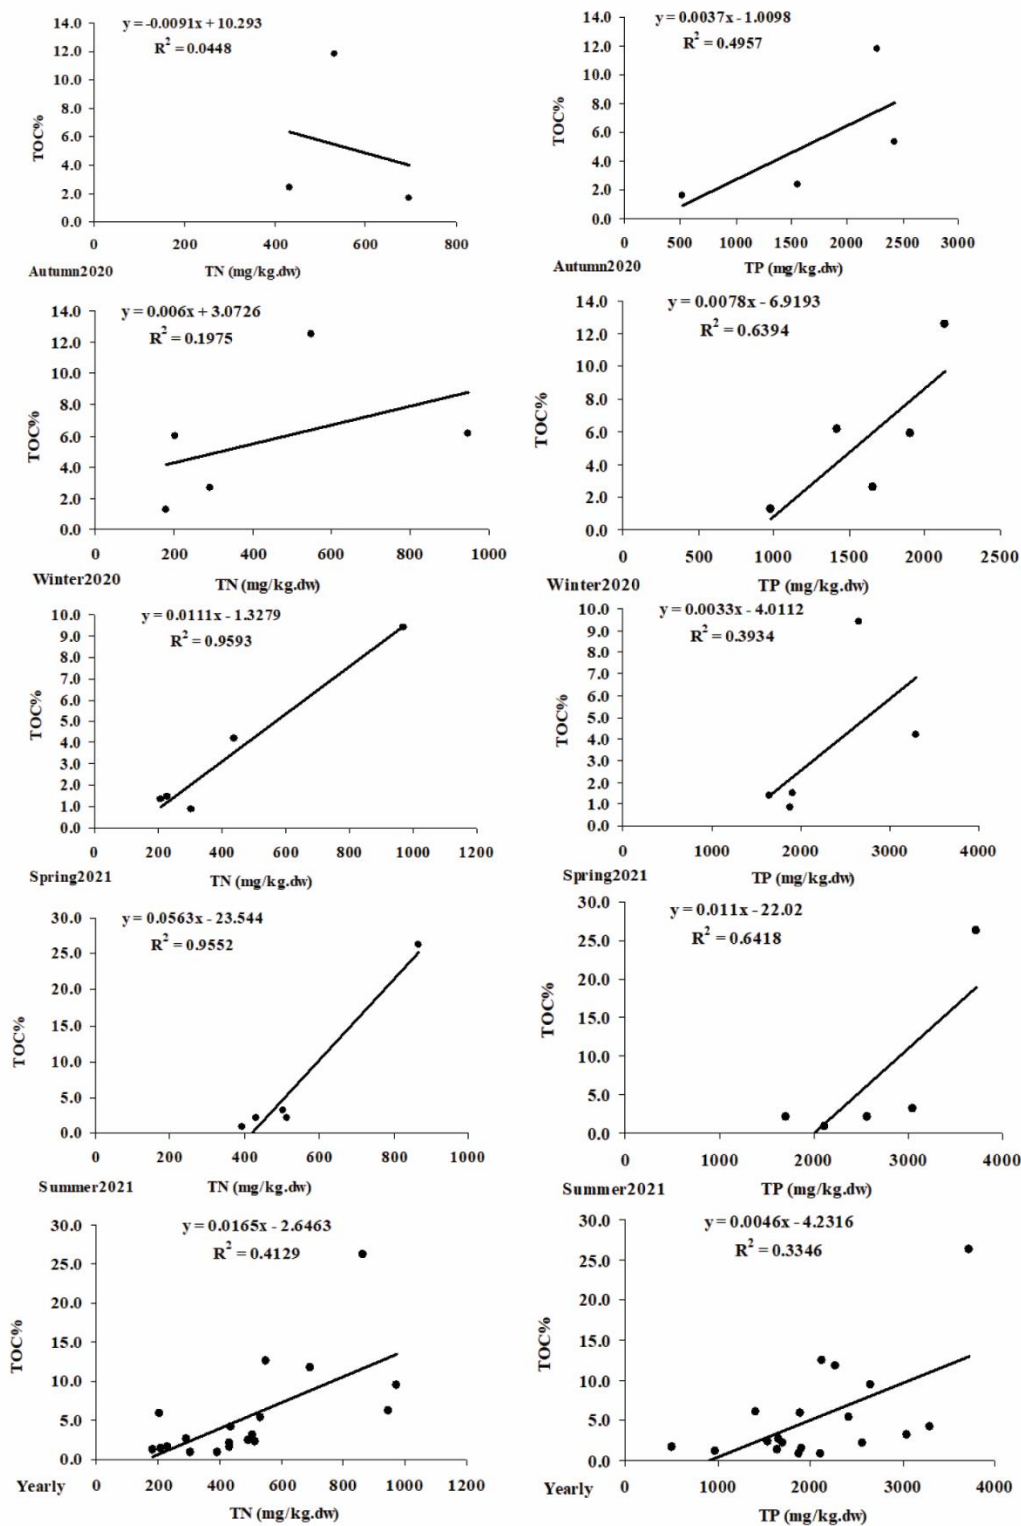 y = -0.0091x + 10.293
R² = 0.0448
14.0
12.0
10.0
8.0
6.0
4.0
2.0
0.0
TOC%
0 200 400 600 800
Autumn2020 TN (mg/kg.dw)
y = 0.0037x - 1.0098
R² = 0.4957
14.0
12.0
10.0
8.0
6.0
4.0
2.0
0.0
TOC%
0 500 1000 1500 2000 2500 3000
Autumn2020 TP (mg/kg.dw)
y = 0.006x + 3.0726
R² = 0.1975
14.0
12.0
10.0
8.0
6.0
4.0
2.0
0.0
TOC%
0 200 400 600 800 1000
Winter2020 TN (mg/kg.dw)
y = 0.0078x - 6.9193
R² = 0.6394
14.0
12.0
10.0
8.0
6.0
4.0
2.0
0.0
TOC%
0 500 1000 1500 2000 2500
Winter2020 TP (mg/kg.dw)
y = 0.0111x - 1.3279
R² = 0.9593
10.0
9.0
8.0
7.0
6.0
5.0
4.0
3.0
2.0
1.0
0.0
TOC%
0 200 400 600 800 1000 1200
Spring2021 TN (mg/kg.dw)
y = 0.0033x - 4.0112
R² = 0.3934
10.0
9.0
8.0
7.0
6.0
5.0
4.0
3.0
2.0
1.0
0.0
TOC%
0 1000 2000 3000 4000
Spring2021 TP (mg/kg.dw)
y = 0.0563x - 23.544
R² = 0.9552
30.0
25.0
20.0
15.0
10.0
5.0
0.0
TOC%
0 200 400 600 800 1000
Summer2021 TN (mg/kg.dw)
y = 0.011x - 22.02
R² = 0.6418
30.0
25.0
20.0
15.0
10.0
5.0
0.0
TOC%
0 1000 2000 3000 4000
Summer2021 TP (mg/kg.dw)
y = 0.0165x - 2.6463
R² = 0.4129
30.0
25.0
20.0
15.0
10.0
5.0
0.0
TOC%
0 200 400 600 800 1000 1200
Yearly TN (mg/kg.dw)
y = 0.0046x - 4.2316
R² = 0.3346
30.0
25.0
20.0
15.0
10.0
5.0
0.0
TOC%
0 1000 2000 3000 4000
Yearly TP (mg/kg.dw)